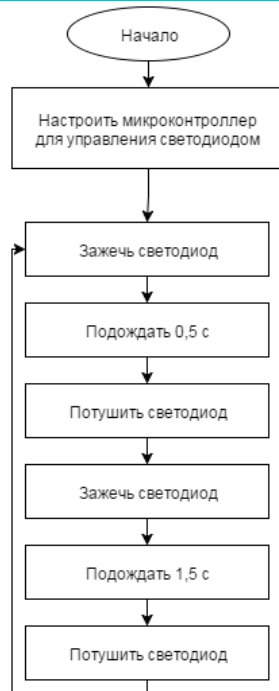 Начало
Настроить микроконтроллер
для управления светодиодом
Зажечь светодиод
Подождать 0,5 с
Потушить светодиод
Зажечь светодиод
Подождать 1,5 с
Потушить светодиод